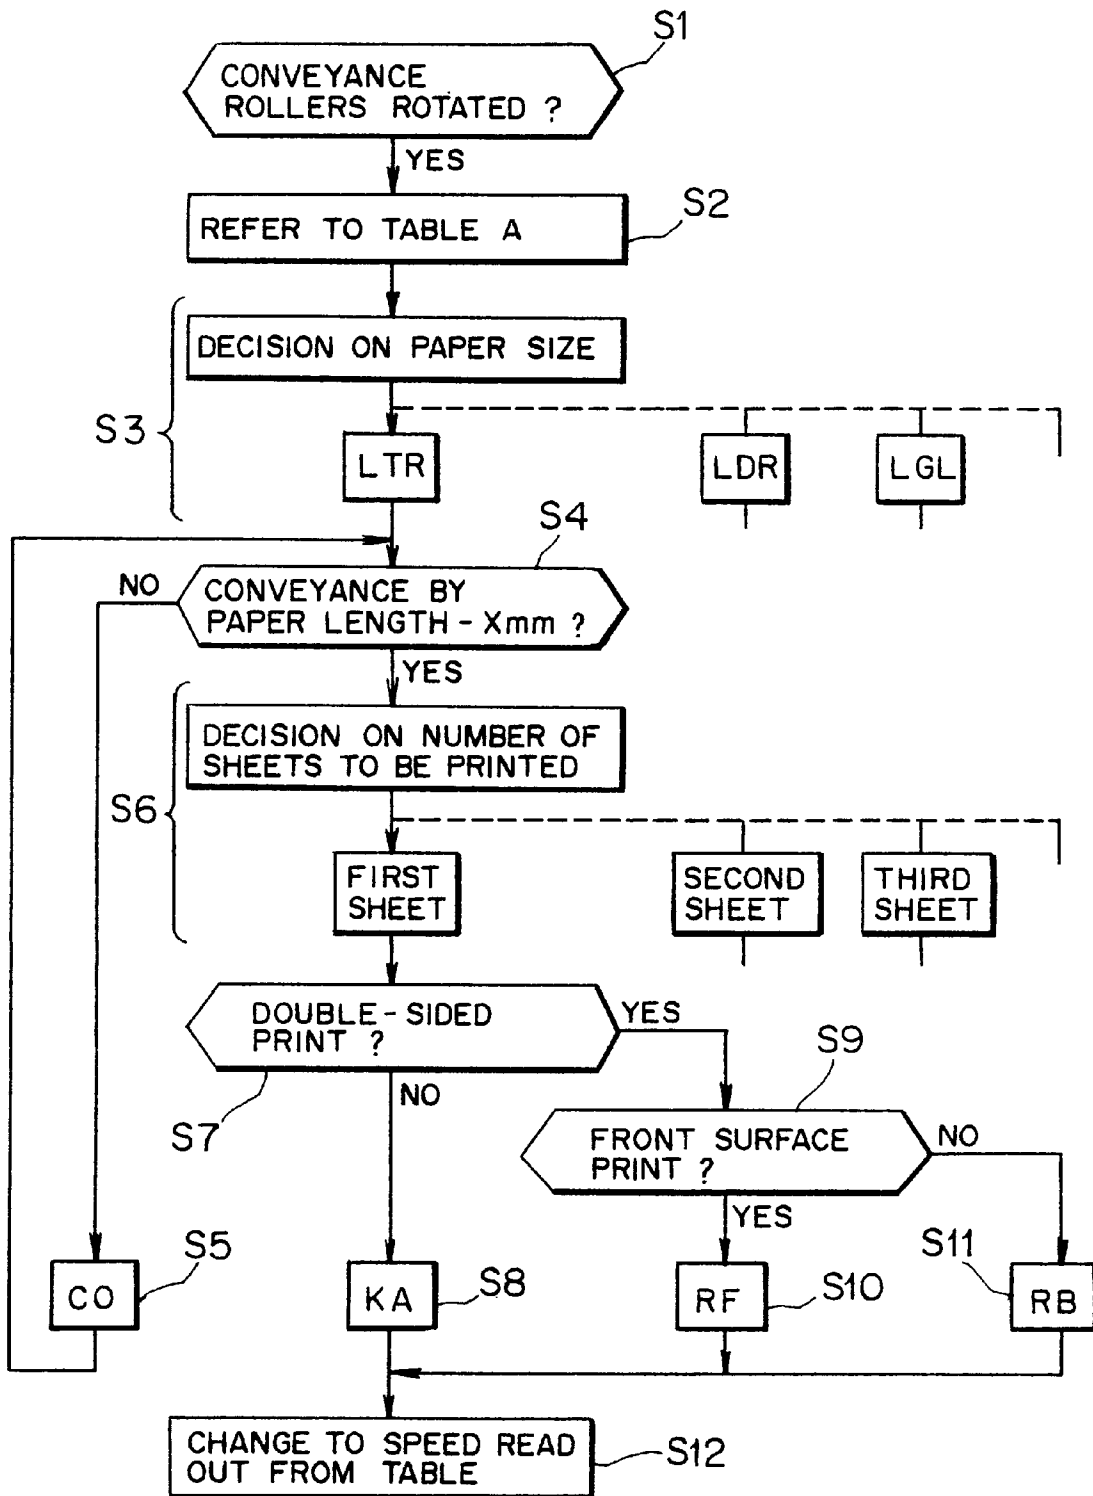 S1
CONVEYANCE
ROLLERS ROTATED ?
YES
S2
REFER TO TABLE A
DECISION ON PAPER SIZE
S3
LTR
LDR
LGL
S4
NO
CONVEYANCE BY
PAPER LENGTH - Xmm ?
YES
DECISION ON NUMBER OF
SHEETS TO BE PRINTED
S6
FIRST
SHEET
SECOND
SHEET
THIRD
SHEET
DOUBLE-SIDED
PRINT ?
YES
S9
S7
NO
FRONT SURFACE
PRINT ?
NO
YES
S5
CO
KA
S8
RF
S10
S11
RB
CHANGE TO SPEED READ
OUT FROM TABLE
S12